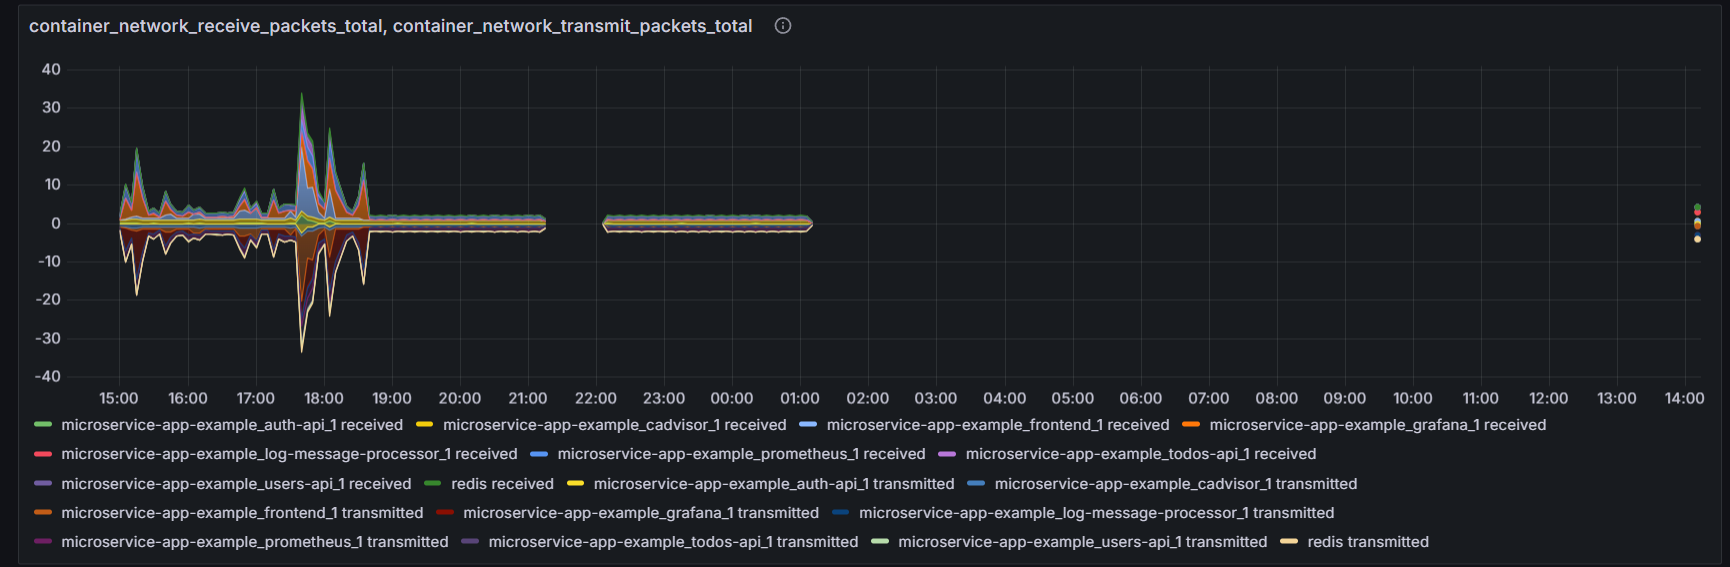 container_network_receive_packets_total, container_network_transmit_packets_total
40
30
20
10
0
-10
-20
-30
-40
15:00 16:00 17:00 18:00 19:00 20:00 21:00 22:00 23:00 00:00 01:00 02:00 03:00 04:00 05:00 06:00 07:00 08:00 09:00 10:00 11:00 12:00 13:00 14:00
microservice-app-example_auth-api_1 received microservice-app-example_cadvisor_1 received microservice-app-example_frontend_1 received microservice-app-example_grafana_1 received
microservice-app-example_log-message-processor_1 received microservice-app-example_prometheus_1 received microservice-app-example_todos-api_1 received
microservice-app-example_users-api_1 received redis received microservice-app-example_auth-api_1 transmitted microservice-app-example_cadvisor_1 transmitted
microservice-app-example_frontend_1 transmitted microservice-app-example_grafana_1 transmitted microservice-app-example_log-message-processor_1 transmitted
microservice-app-example_prometheus_1 transmitted microservice-app-example_todos-api_1 transmitted microservice-app-example_users-api_1 transmitted redis transmitted